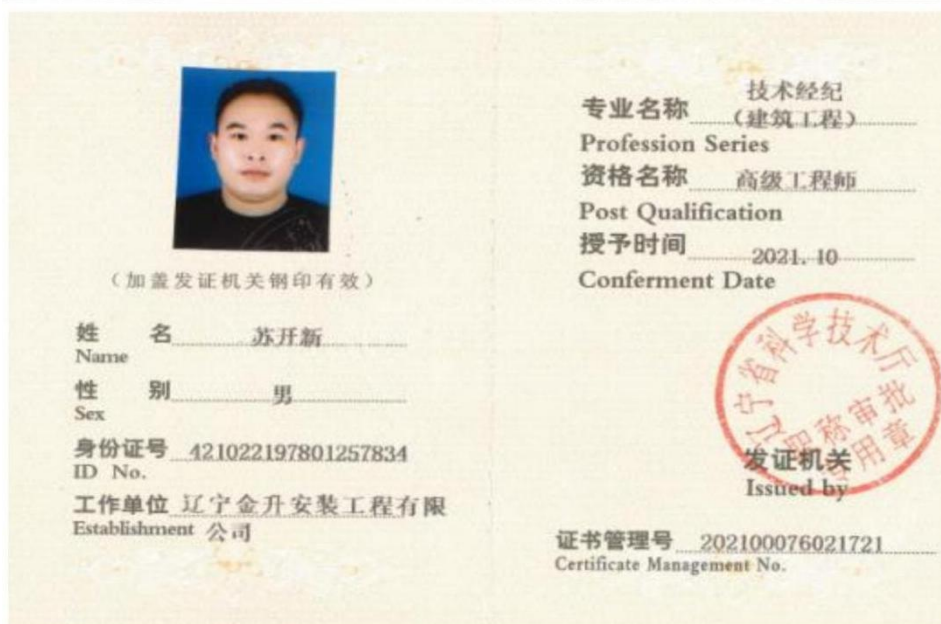 （加盖发证机关钢印有效）
姓 名 苏开新
Name
性 别 男
Sex
身份证号 421022197801257834
ID No.
工作单位 辽宁金升安装工程有限
Establishment 公司
技术经纪
专业名称 （建筑工程）
Profession Series
资格名称 高级工程师
Post Qualification
授予时间 2021.10
Conferment Date
辽宁省科学技术厅
职称审批
专用章
发证机关
Issued by
证书管理号 202100076021721
Certificate Management No.